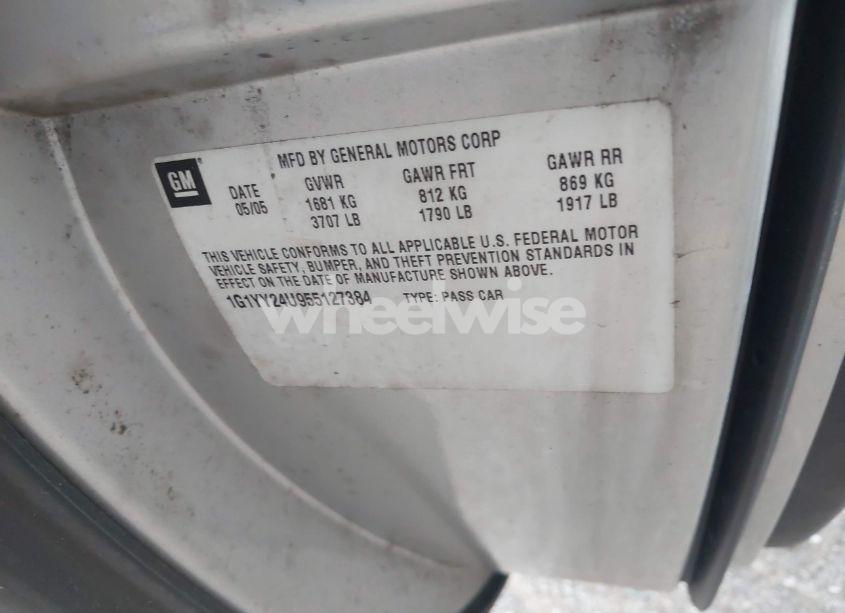 MFD BY GENERAL MOTORS CORP
GM
DATE GVWR GAWR FRT GAWR RR
05/05 1681 KG 812 KG 869 KG
3707 LB 1790 LB 1917 LB
THIS VEHICLE CONFORMS TO ALL APPLICABLE U.S. FEDERAL MOTOR
VEHICLE SAFETY, BUMPER, AND THEFT PREVENTION STANDARDS IN
EFFECT ON THE DATE OF MANUFACTURE SHOWN ABOVE.
1G1YY24U955127384 TYPE: PASS CAR
wheelwise